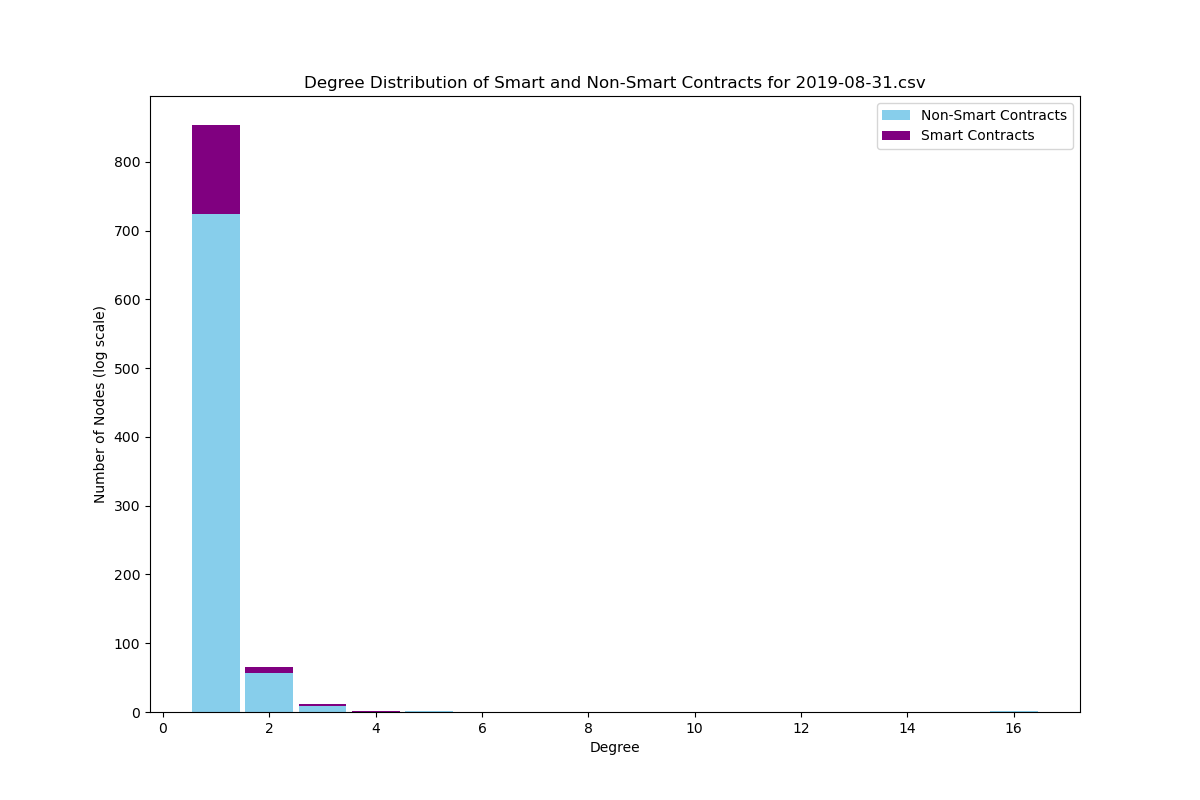 Degree Distribution of Smart and Non-Smart Contracts for 2019-08-31.csv
Non-Smart Contracts
Smart Contracts
800
700
600
500
400
300
200
100
0
Number of Nodes (log scale)
0 2 4 6 8 10 12 14 16
Degree